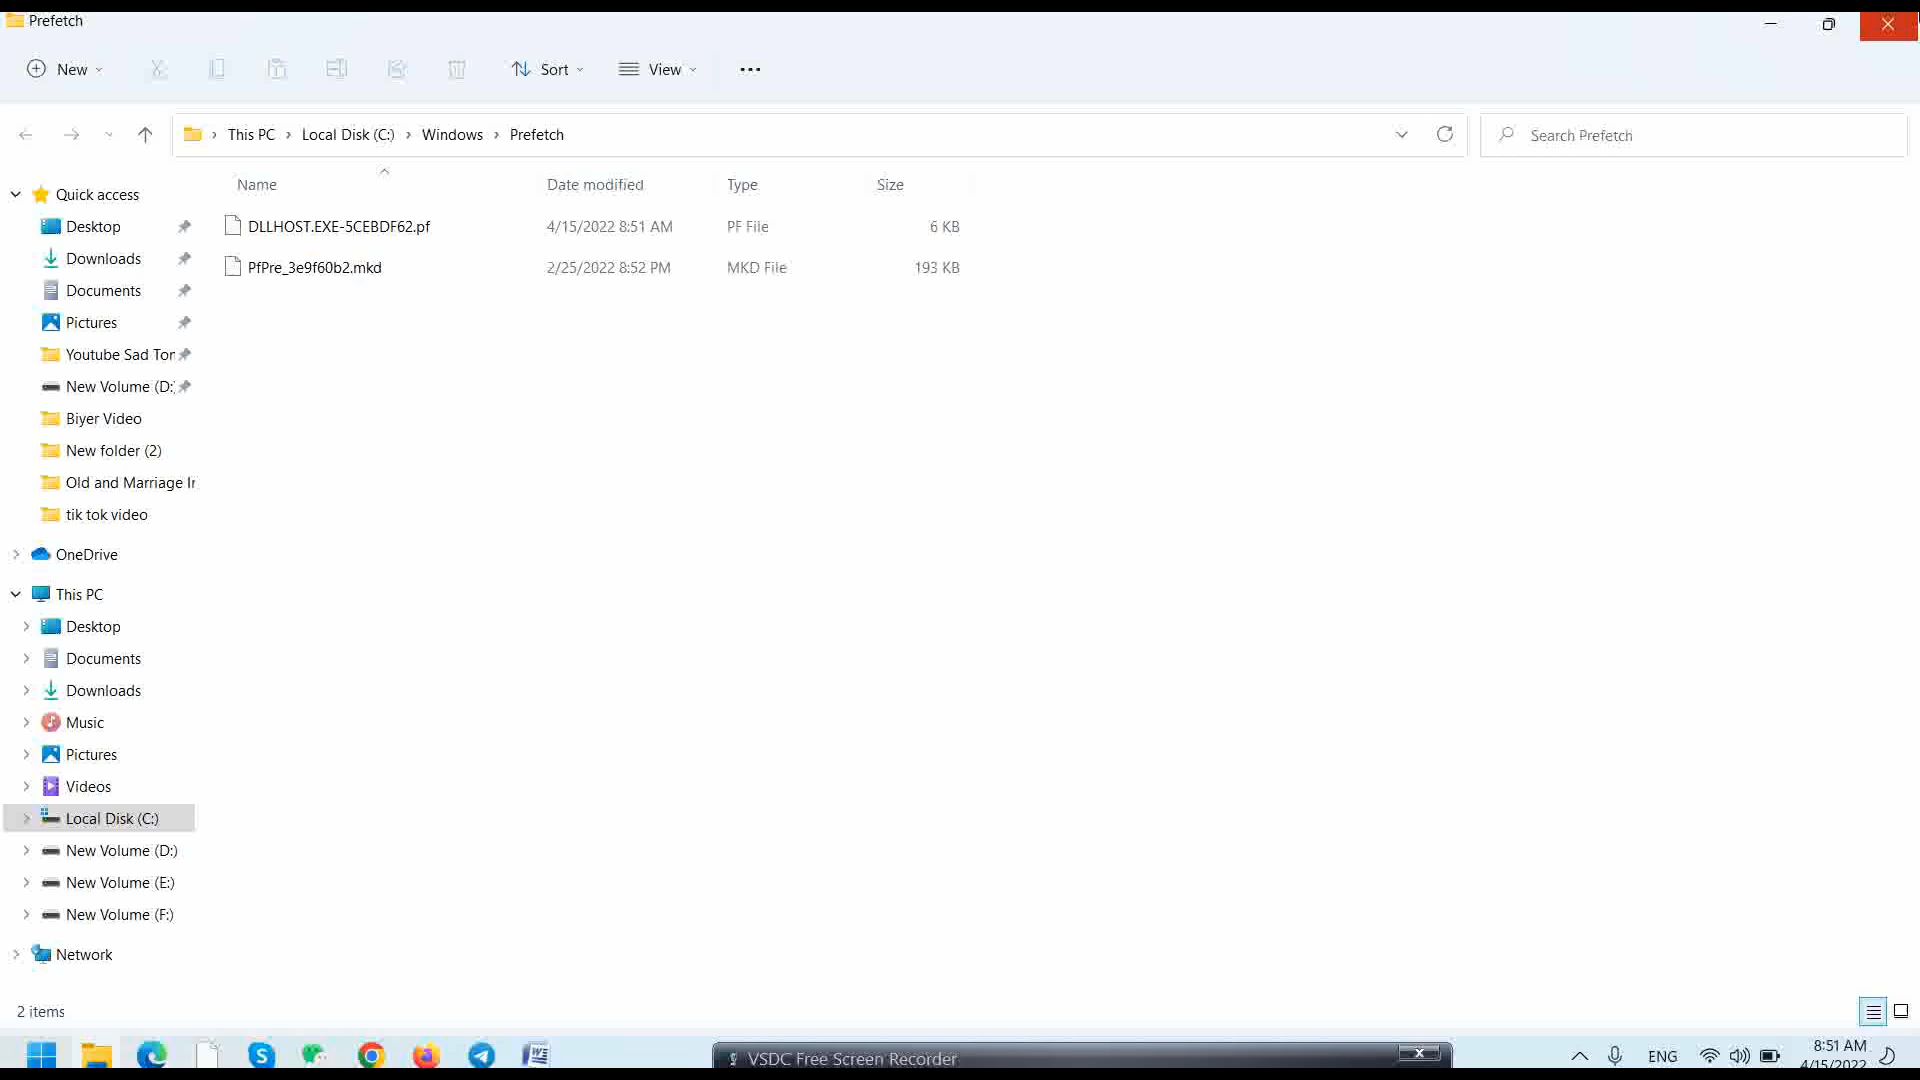 Prefetch
New
Sort
View
This PC
Local Disk (C:)
Windows
Prefetch
Search Prefetch
Name
Date modified
Type
Size
DLLHOST.EXE-5CEBDF62.pf
4/15/2022 8:51 AM
PF File
6 KB
PfPre_3e9f60b2.mkd
2/25/2022 8:52 PM
MKD File
193 KB
Quick access
Desktop
Downloads
Documents
Pictures
Youtube Sad Ton
New Volume (D:)
Biyer Video
New folder (2)
Old and Marriage Ir
tik tok video
OneDrive
This PC
Desktop
Documents
Downloads
Music
Pictures
Videos
Local Disk (C:)
New Volume (D:)
New Volume (E:)
New Volume (F:)
Network
2 items
VSDC Free Screen Recorder
ENG
8:51 AM
4/15/2022